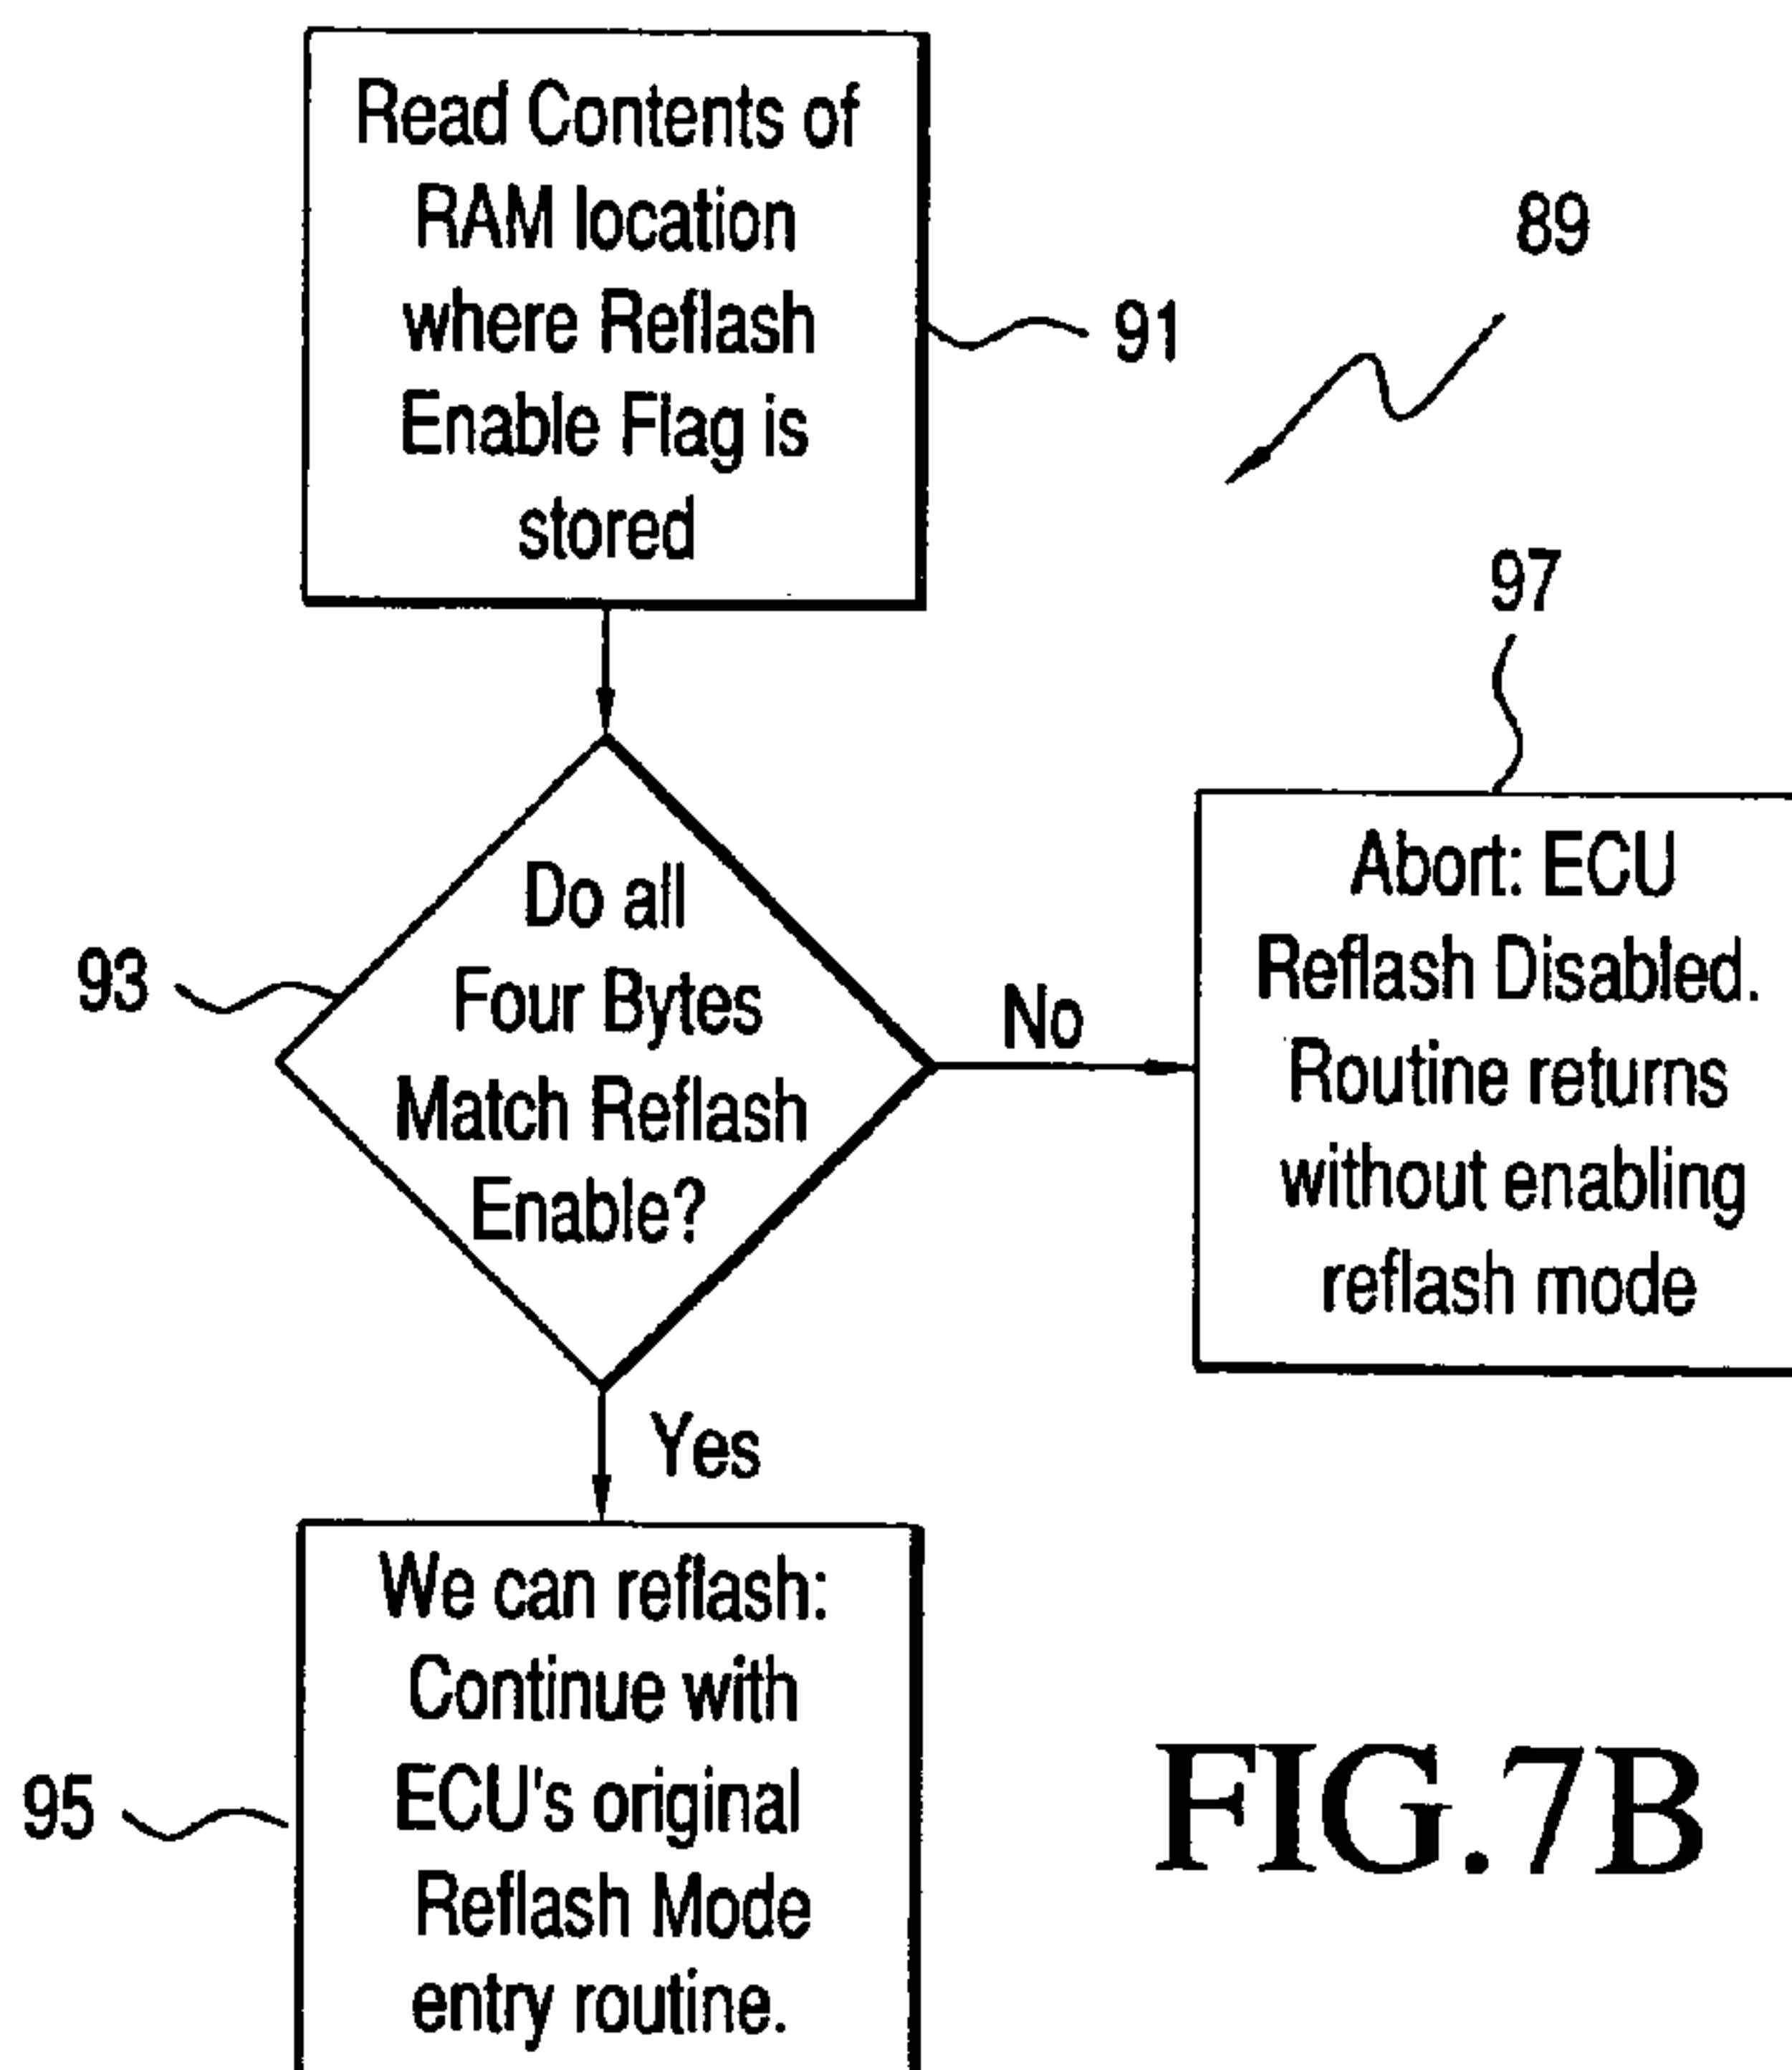 Read Contents of
RAM location
where Reflash
Enable Flag is
stored
91
89
97
Do all
Four Bytes
Match Reflash
Enable?
93
No
Abort: ECU
Reflash Disabled.
Routine returns
without enabling
reflash mode
Yes
We can reflash:
Continue with
ECU's original
Reflash Mode
entry routine.
95
FIG.7B